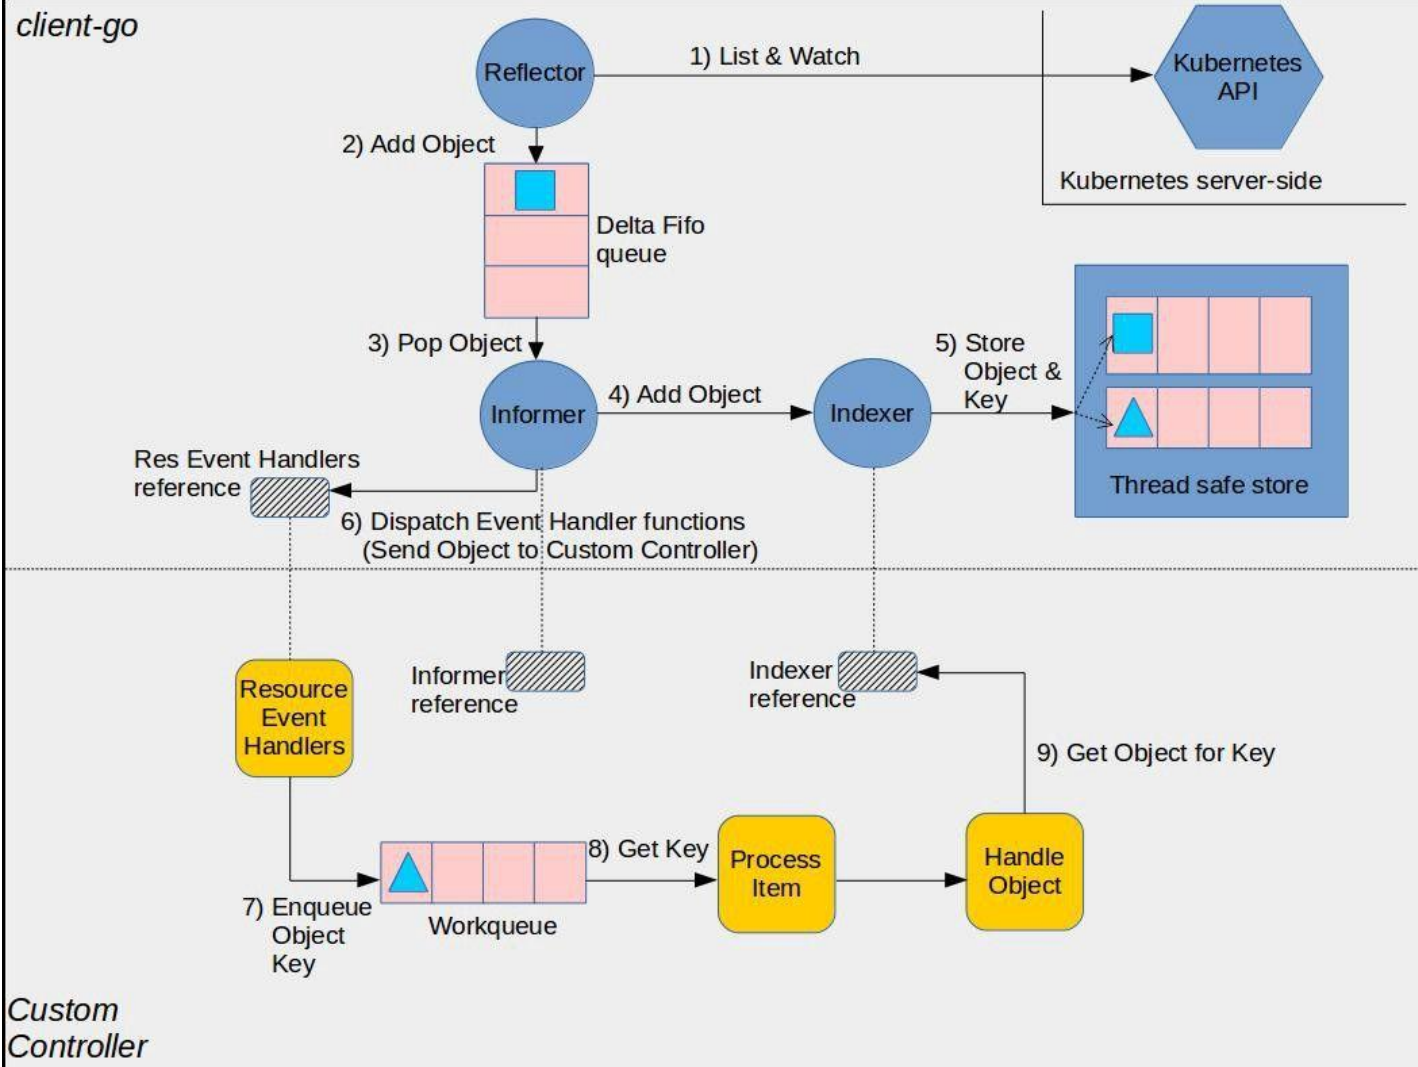 client-go
Reflector
1) List & Watch
Kubernetes
API
Kubernetes server-side
2) Add Object
Delta Fifo
queue
3) Pop Object
Informer
4) Add Object
Indexer
5) Store
Object &
Key
Thread safe store
Res Event Handlers
reference
6) Dispatch Event Handler functions
(Send Object to Custom Controller)
Resource
Event
Handlers
Informer
reference
Indexer
reference
9) Get Object for Key
7) Enqueue
Object
Key
Workqueue
8) Get Key
Process
Item
Handle
Object
Custom
Controller